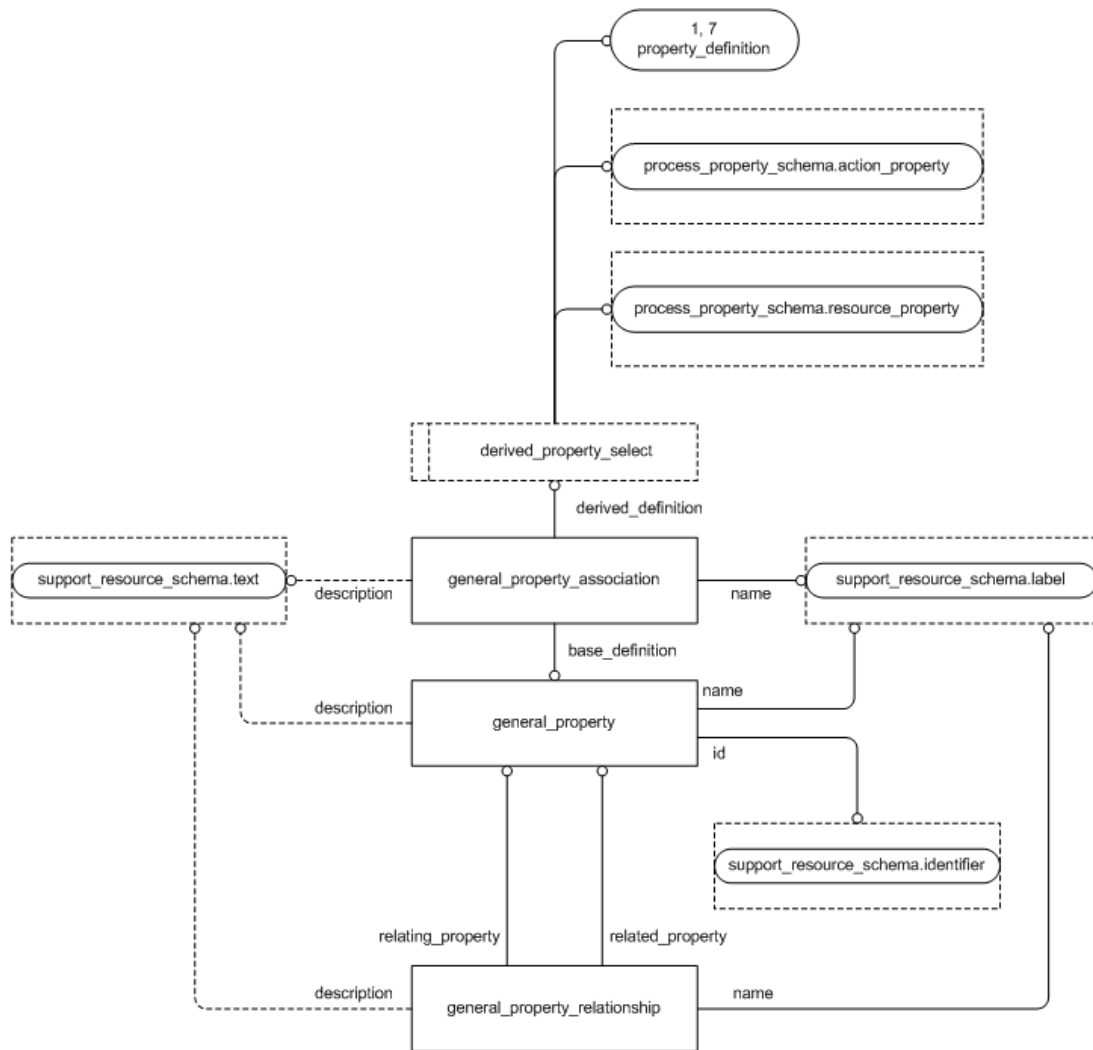 1, 7
property_definition
process_property_schema.action_property
process_property_schema.resource_property
derived_property_select
derived_definition
support_resource_schema.text
description
general_property_association
name
support_resource_schema.label
base_definition
description
general_property
name
id
support_resource_schema.identifier
relating_property
related_property
description
general_property_relationship
name